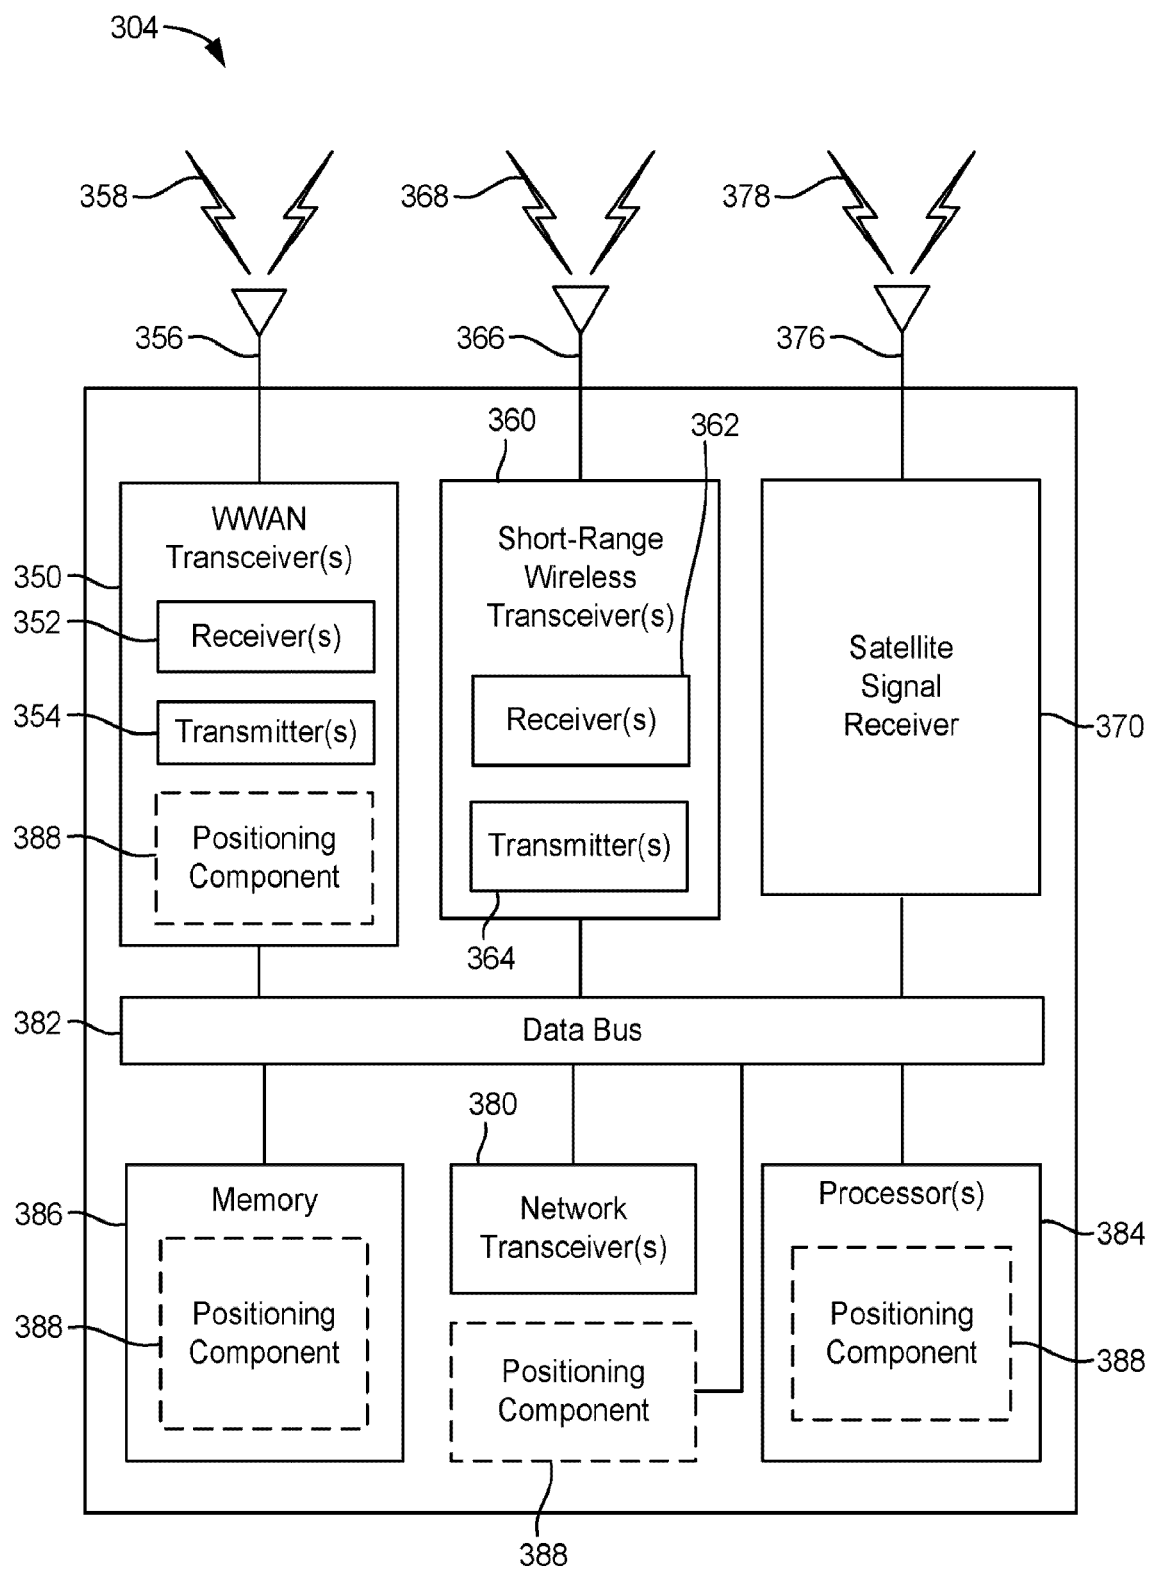 304
358
368
378
356
366
376
360
362
WWAN
Transceiver(s)
350
352
Receiver(s)
354
Transmitter(s)
388
Positioning
Component
Short-Range
Wireless
Transceiver(s)
Receiver(s)
Transmitter(s)
364
Satellite
Signal
Receiver
370
382
Data Bus
380
386
Memory
388
Positioning
Component
Network
Transceiver(s)
Positioning
Component
388
Processor(s)
384
Positioning
Component
388